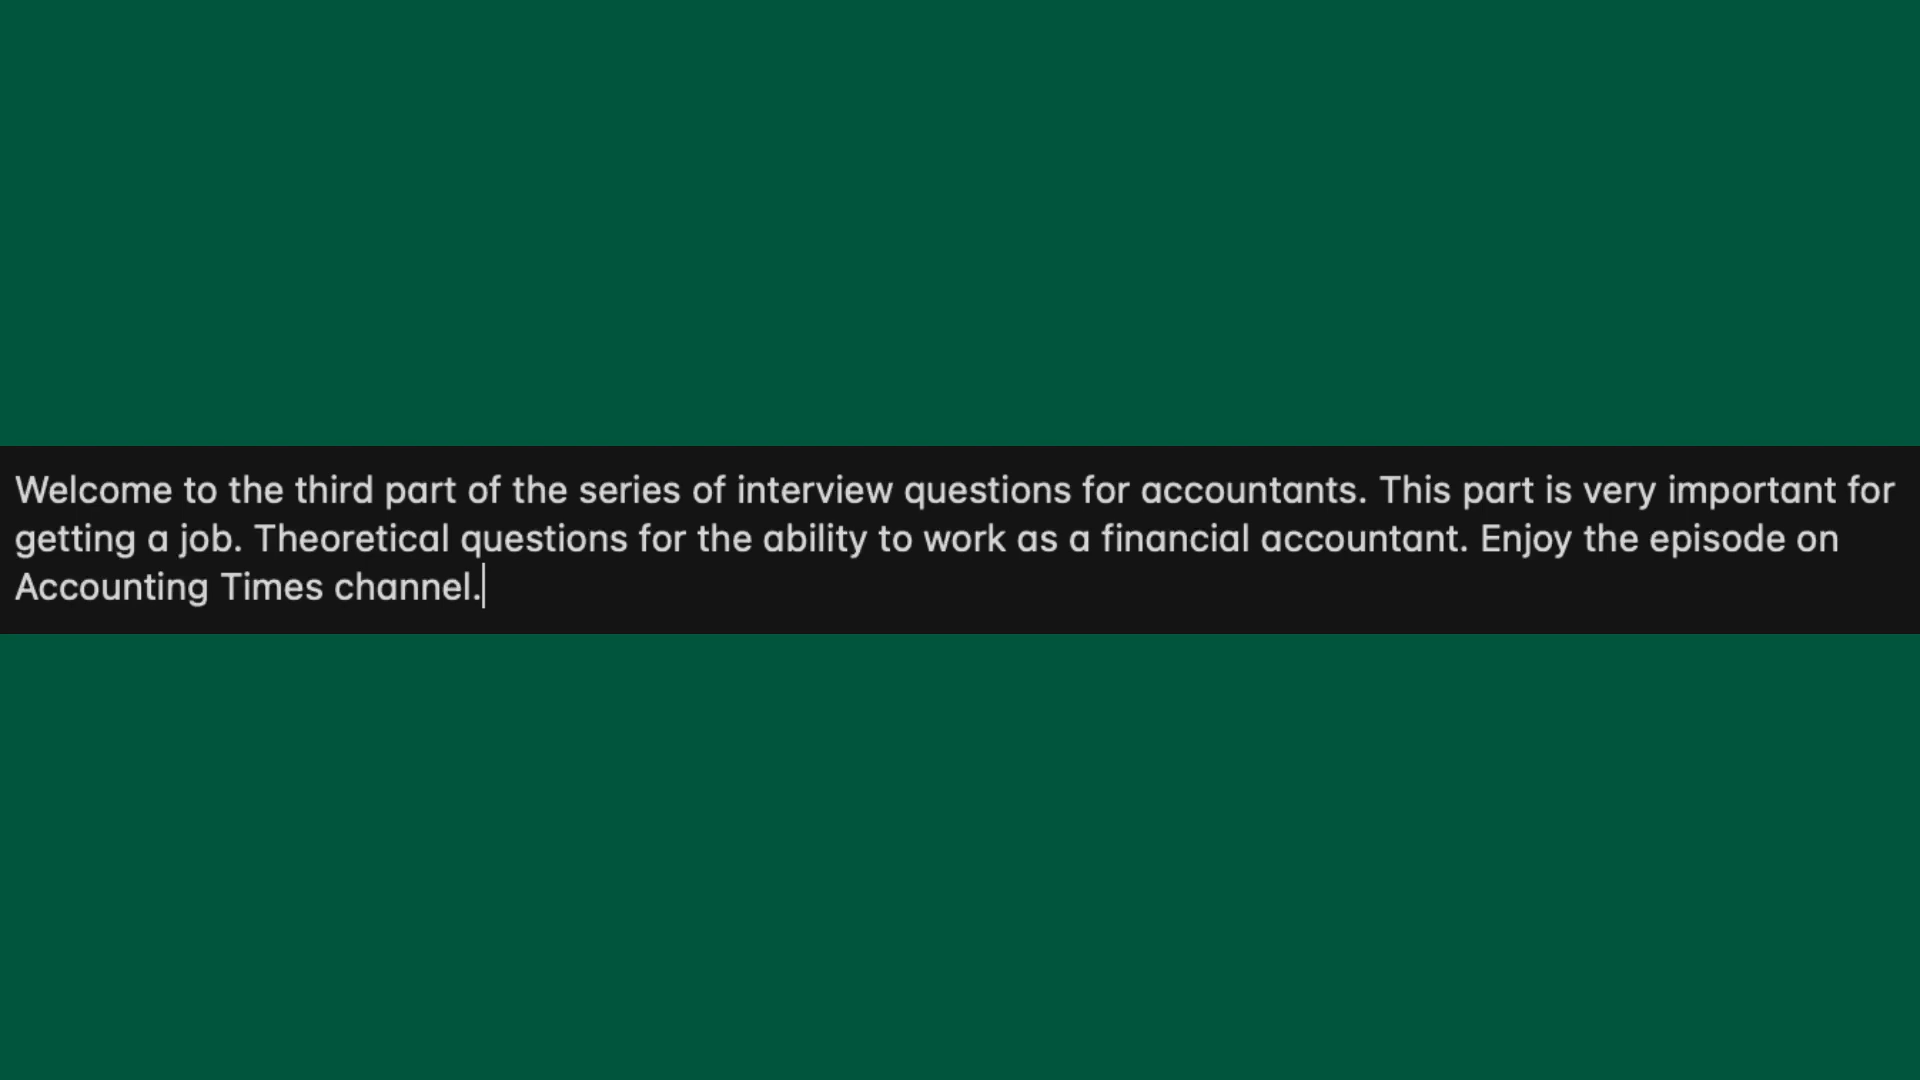 Welcome to the third part of the series of interview questions for accountants. This part is very important for
getting a job. Theoretical questions for the ability to work as a financial accountant. Enjoy the episode on
Accounting Times channel.